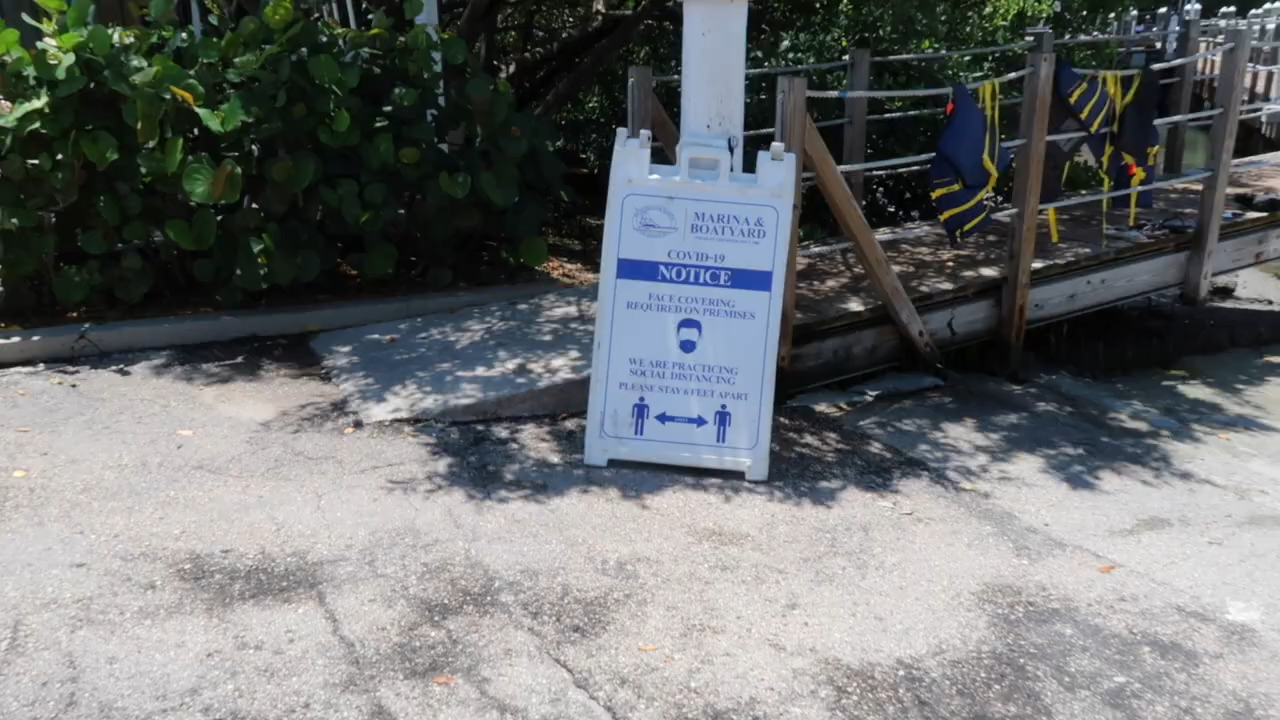 MARINA &
BOATYARD
COVID-19
NOTICE
FACE COVERING
REQUIRED ON PREMISES
WE ARE PRACTICING
SOCIAL DISTANCING
PLEASE STAY 6 FEET APART